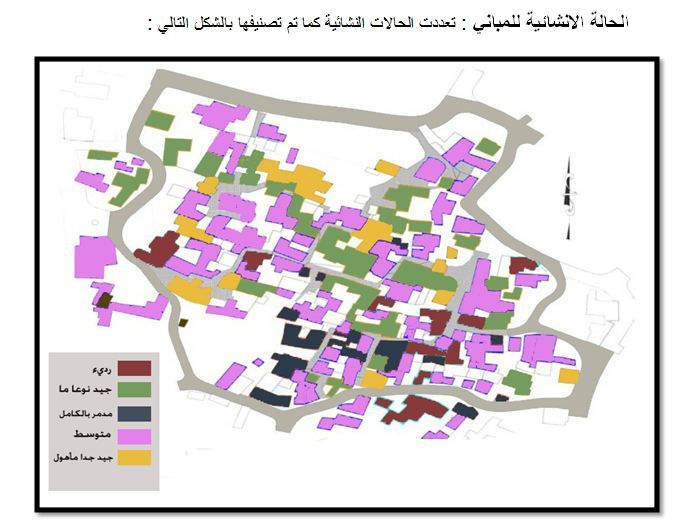 الحالة الانشائية للمباني : تعددت الحالات النشائية كما تم تصنيفها بالشكل التالي :
رديء
جيد نوعا ما
مدمر بالكامل
متوسط
جيد جدا مأهول